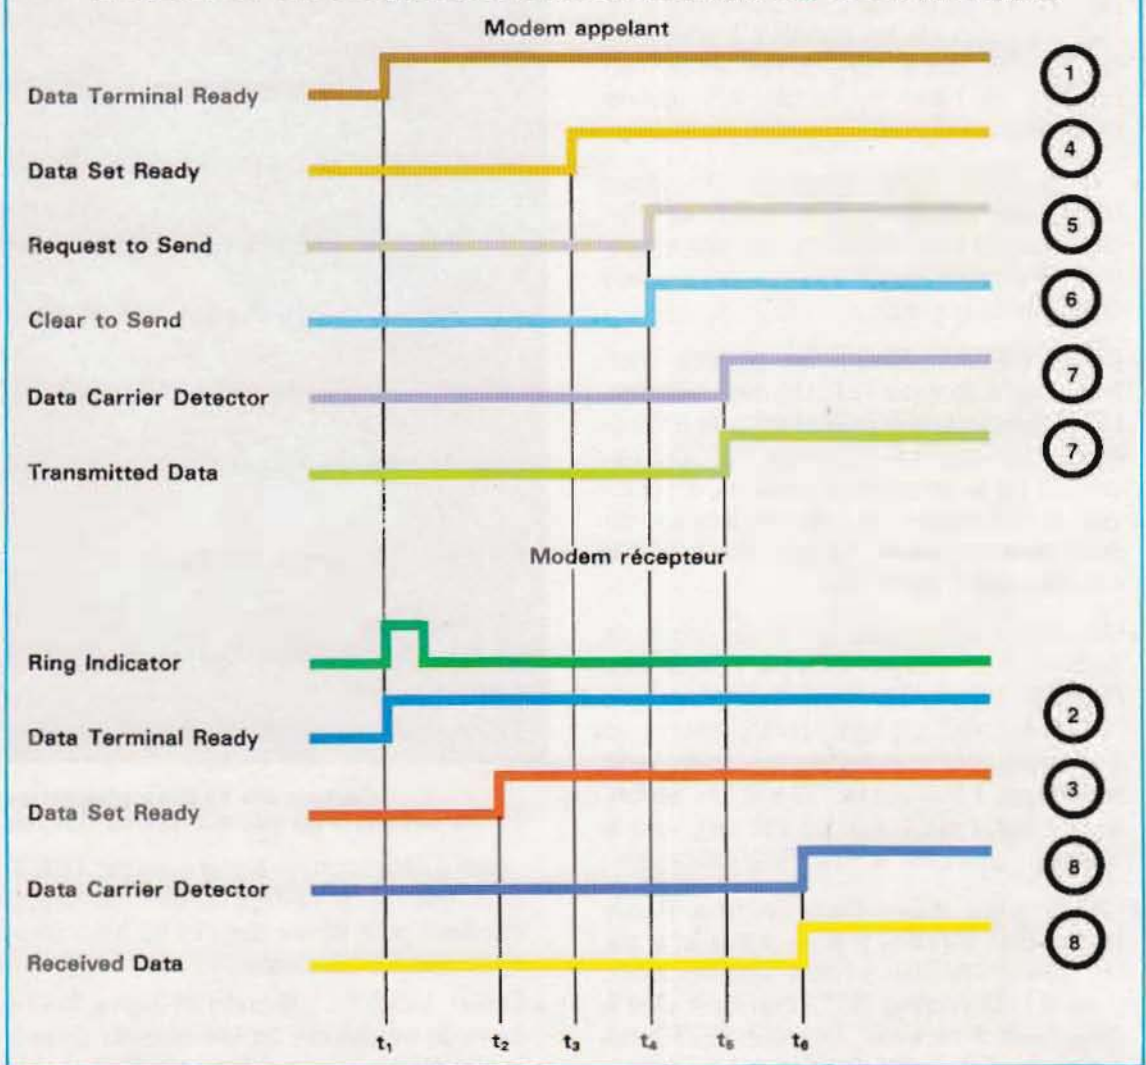 Modem appelant
Data Terminal Ready
1
Data Set Ready
4
Request to Send
5
Clear to Send
6
Data Carrier Detector
7
Transmitted Data
7
Modem récepteur
Ring Indicator
Data Terminal Ready
2
Data Set Ready
3
Data Carrier Detector
8
Received Data
8
t₁ t₂ t₃ t₄ t₅ t₆